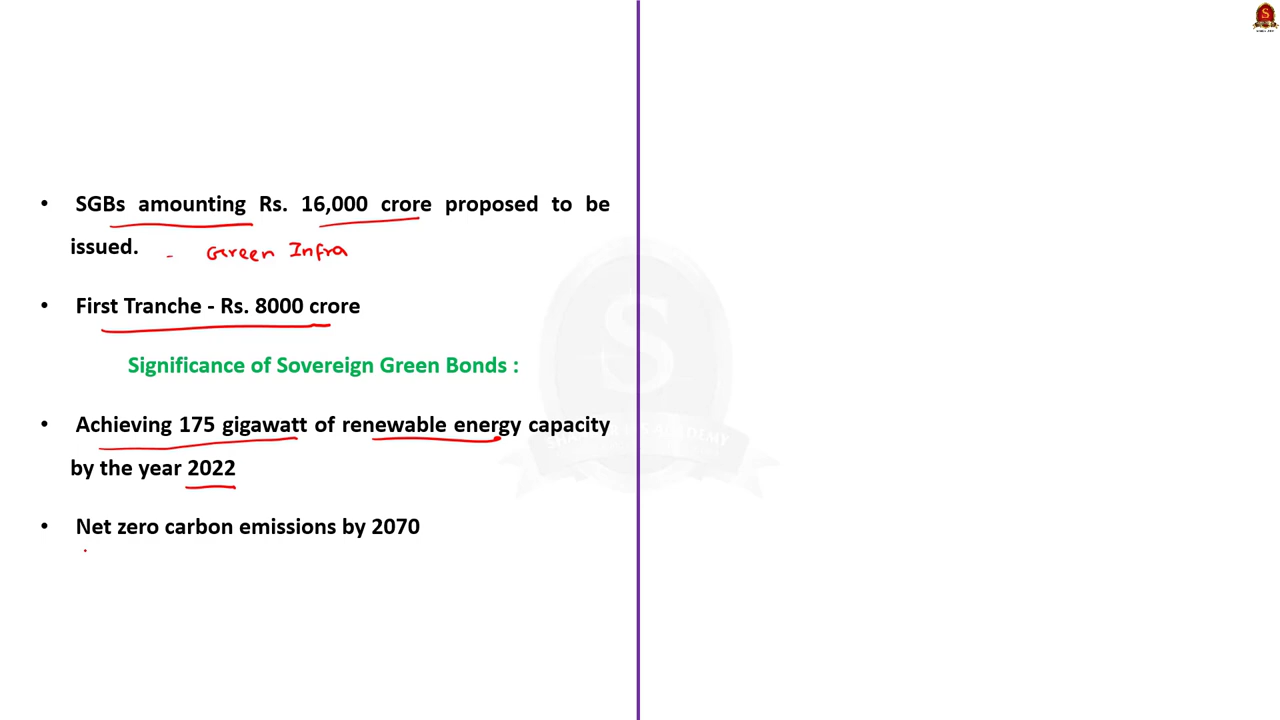 • SGBs amounting Rs. 16,000 crore proposed to be
issued. - Green Infra
• First Tranche - Rs. 8000 crore
Significance of Sovereign Green Bonds :
• Achieving 175 gigawatt of renewable energy capacity
by the year 2022
• Net zero carbon emissions by 2070